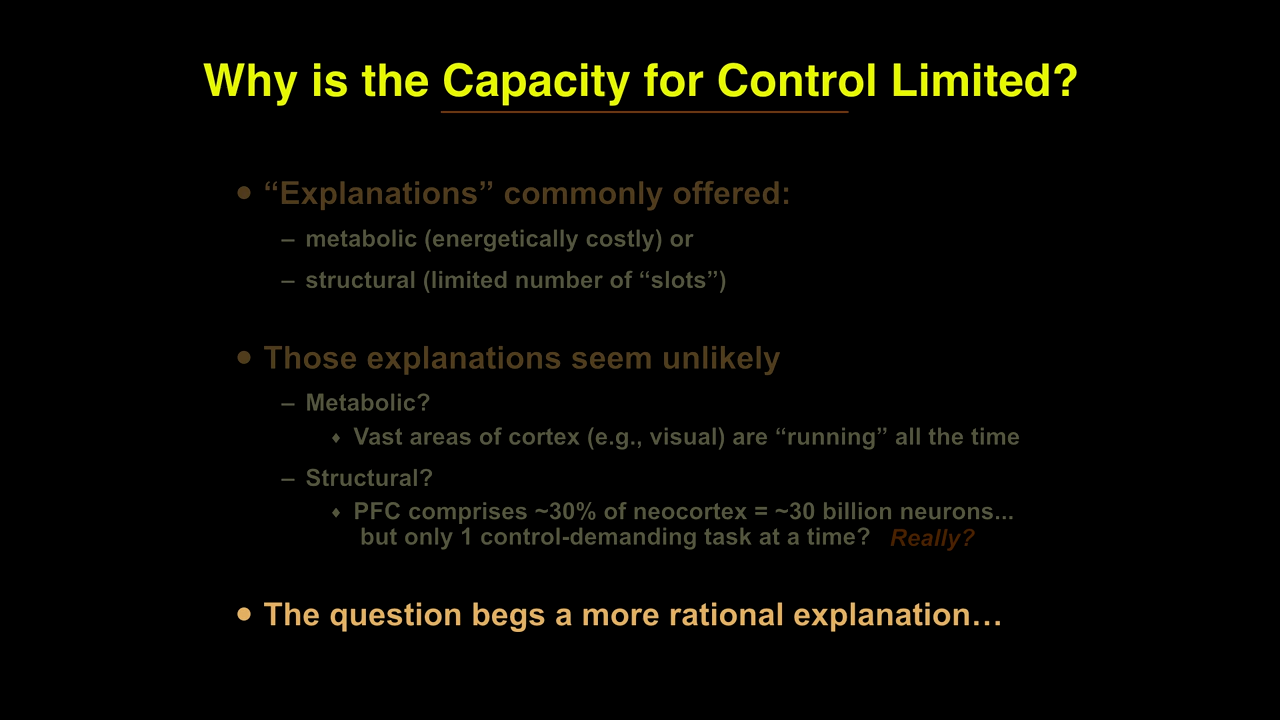 Why is the Capacity for Control Limited?
• “Explanations” commonly offered:
– metabolic (energetically costly) or
– structural (limited number of “slots”)
• Those explanations seem unlikely
– Metabolic?
♦ Vast areas of cortex (e.g., visual) are “running” all the time
– Structural?
♦ PFC comprises ~30% of neocortex = ~30 billion neurons...
but only 1 control-demanding task at a time? Really?
• The question begs a more rational explanation…